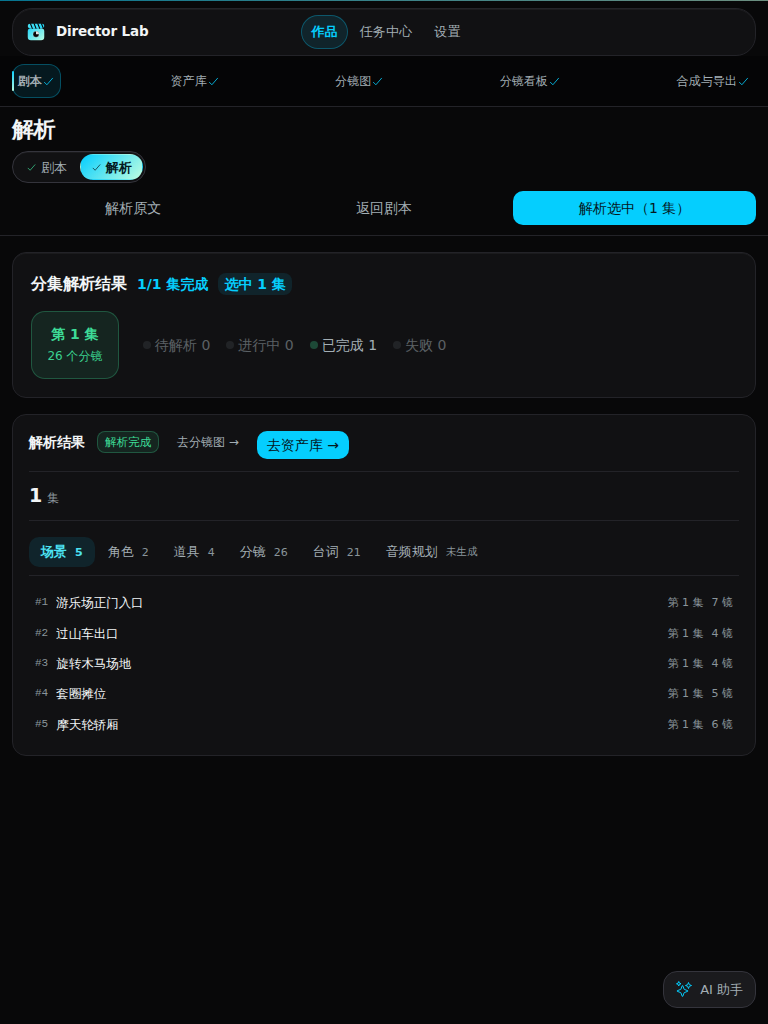 Director Lab
作品 任务中心 设置
剧本 资产库 分镜图 分镜看板 合成与导出
解析
剧本 解析
解析原文 返回剧本 解析选中（1 集）
分集解析结果 1/1 集完成 选中 1 集
第 1 集
26 个分镜
待解析 0 进行中 0 已完成 1 失败 0
解析结果 解析完成 去分镜图 → 去资产库 →
1 集
场景 5 角色 2 道具 4 分镜 26 台词 21 音频规划 未生成
#1 游乐场正门入口 第 1 集 7 镜
#2 过山车出口 第 1 集 4 镜
#3 旋转木马场地 第 1 集 4 镜
#4 套圈摊位 第 1 集 5 镜
#5 摩天轮轿厢 第 1 集 6 镜
AI 助手